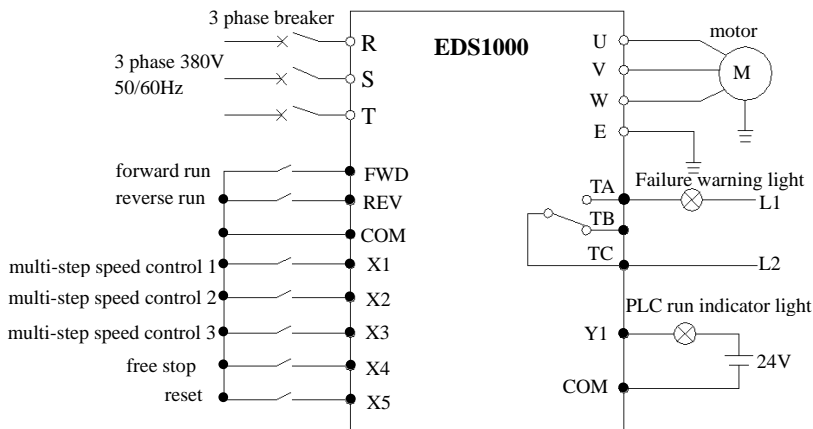 3 phase breaker
R
EDS1000
U
motor
3 phase 380V
S
V
M
50/60Hz
W
T
E
forward run
FWD
TA
Failure warning light
reverse run
REV
L1
TB
COM
multi-step speed control 1
X1
TC
L2
multi-step speed control 2
X2
PLC run indicator light
multi-step speed control 3
X3
Y1
free stop
X4
24V
reset
X5
COM